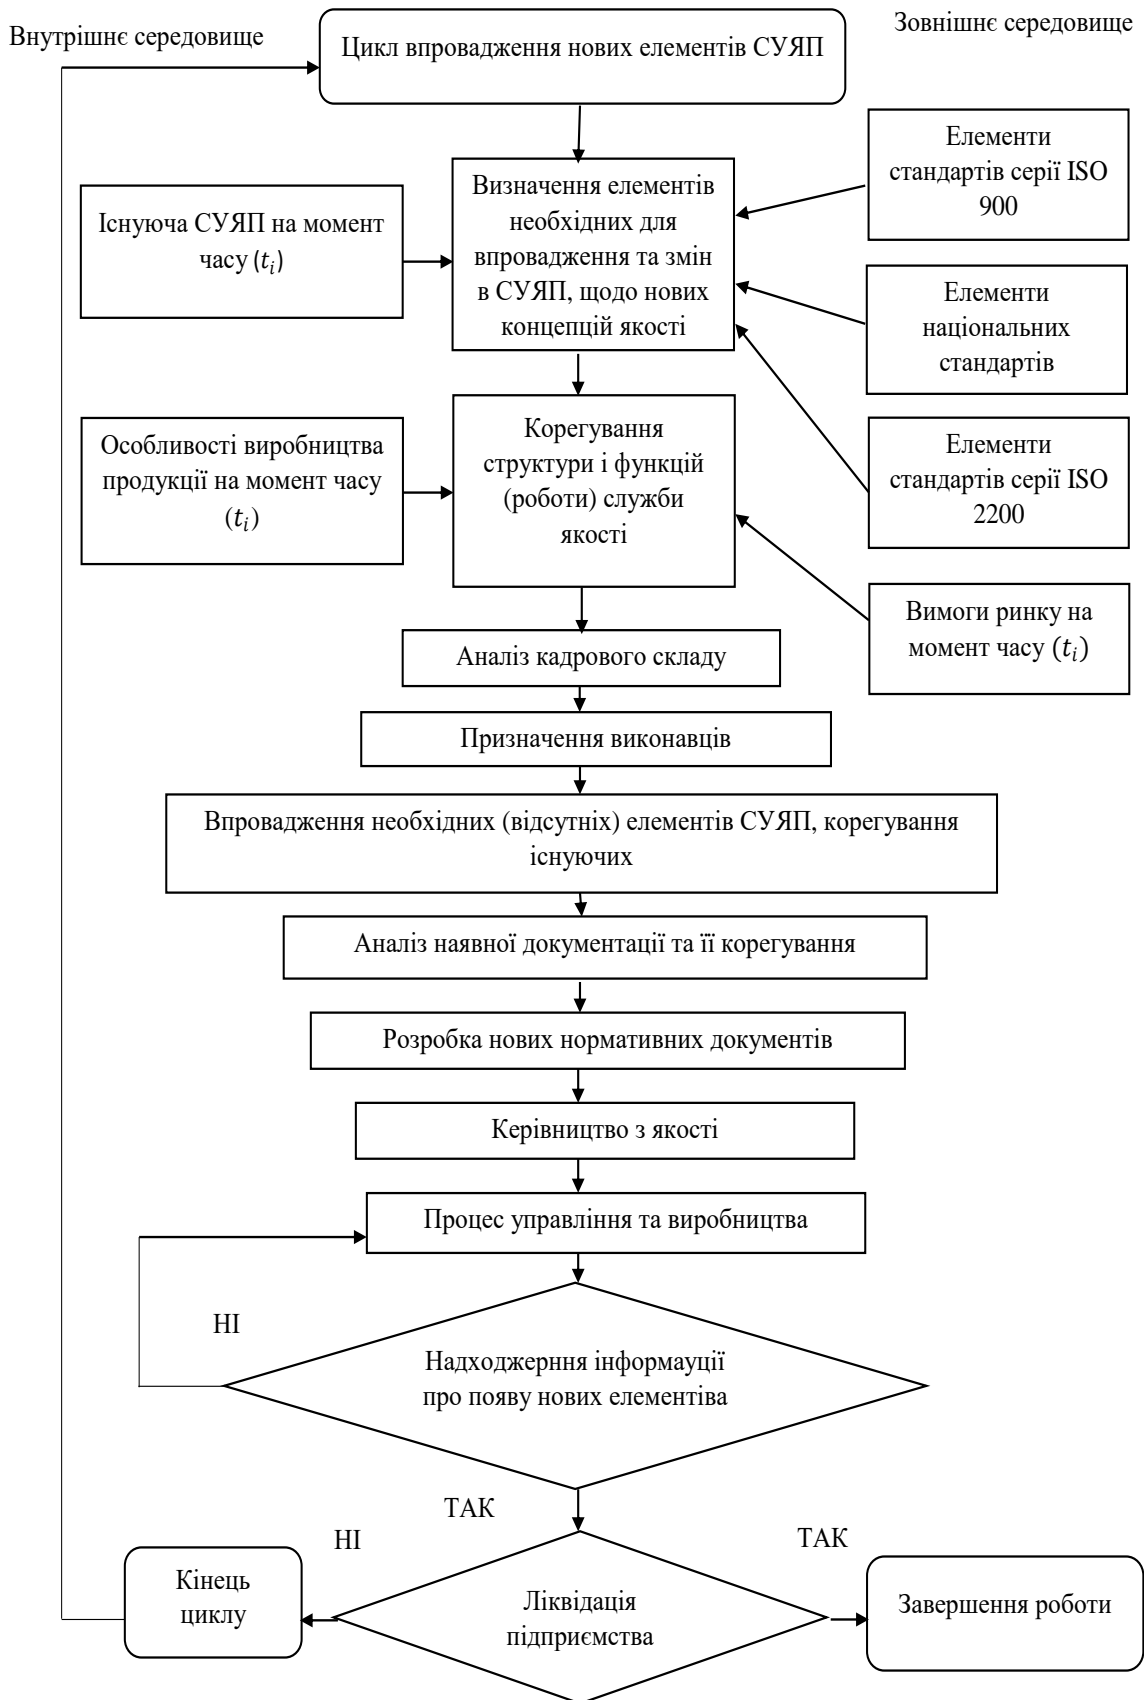 Внутрішнє середовище
Зовнішнє середовище
Цикл впровадження нових елементів СУЯП
Елементи
стандартів серії ISO
900
Визначення елементів
необхідних для
впровадження та змін
в СУЯП, щодо нових
концепцій якості
Існуюча СУЯП на момент
часу (tᵢ)
Елементи
національних
стандартів
Особливості виробництва
продукції на момент часу
(tᵢ)
Корегування
структури і функцій
(роботи) служби
якості
Елементи
стандартів серії ISO
2200
Вимоги ринку на
момент часу (tᵢ)
Аналіз кадрового складу
Призначення виконавців
Впровадження необхідних (відсутніх) елементів СУЯП, корегування
існуючих
Аналіз наявної документації та її корегування
Розробка нових нормативних документів
Керівництво з якості
Процес управління та виробництва
НІ
Надходжерння інформауції
про появу нових елементіва
ТАК
НІ
ТАК
Кінець
циклу
Ліквідація
підприємства
Завершення роботи